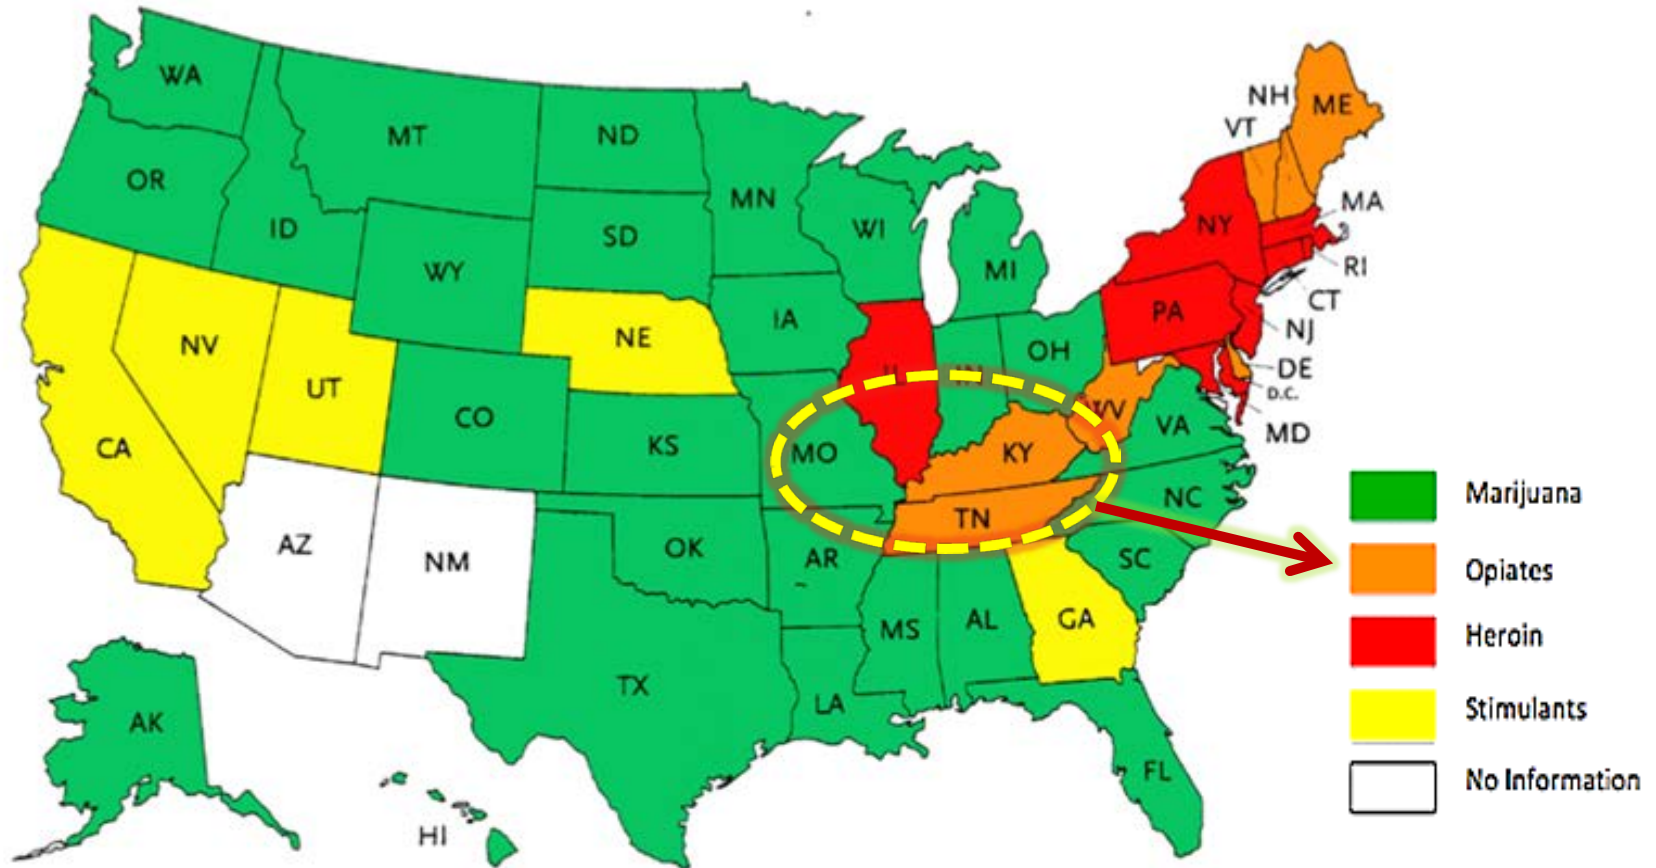 WA
MT
ND
MN
OR
ID
SD
WI
MI
WY
NH
ME
VT
MA
NY
RI
CT
IA
PA
NJ
NV
NE
OH
DE
UT
IL
IN
D.C.
CO
WV
VA
MD
CA
KS
MO
KY
NC
Marijuana
AZ
NM
OK
AR
TN
SC
Opiates
MS
AL
GA
Heroin
TX
LA
Stimulants
AK
FL
No Information
HI